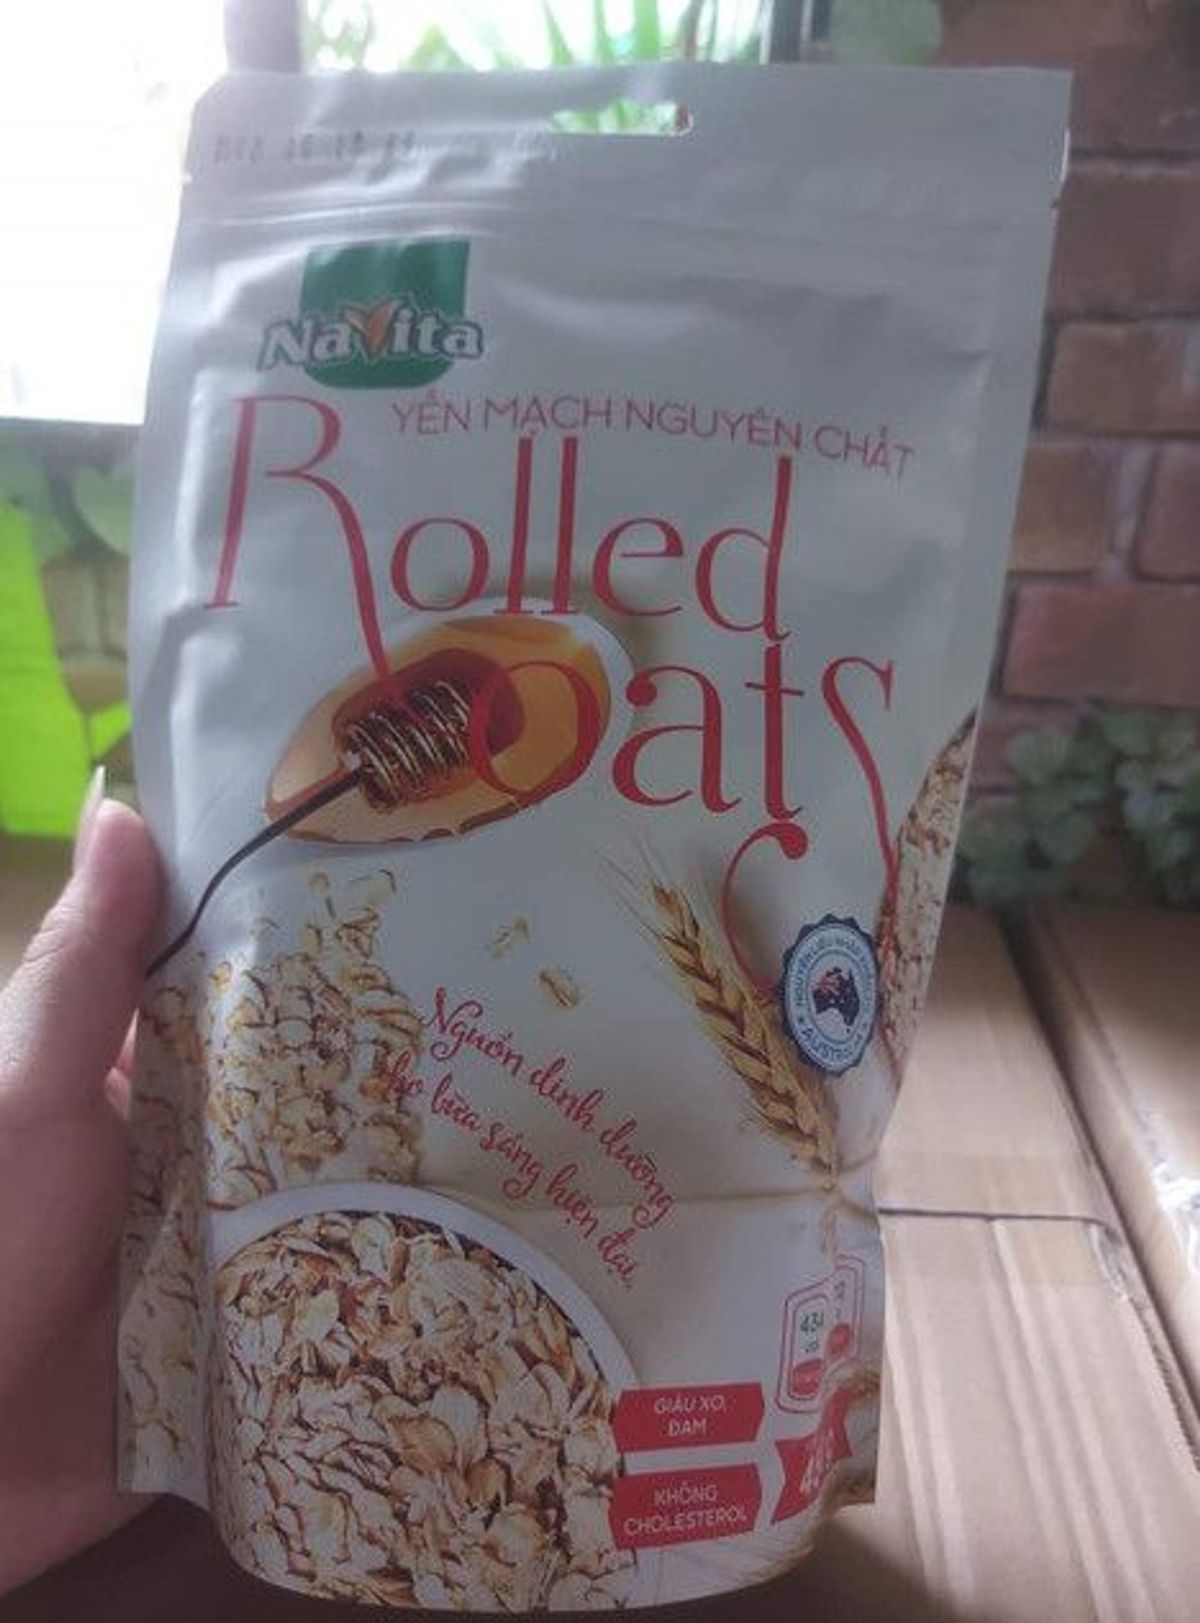 NaVita
YẾN MẠCH NGUYÊN CHẤT
Rolled
oats
AUSTRALIA
Nguồn dinh dưỡng
cho bữa sáng hiện đại
GIÀU XƠ,
ĐẠM
KHÔNG
CHOLESTEROL